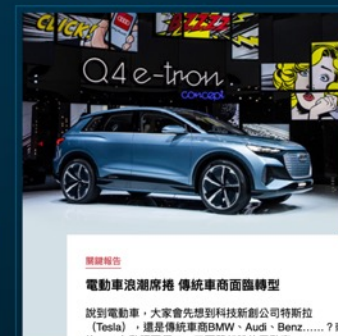 CLICK!
Q4 e-tron
concept
關鍵報告
電動車浪潮席捲 傳統車商面臨轉型
說到電動車，大家會先想到科技新創公司特斯拉
（Tesla），還是傳統車商BMW、Audi、Benz……？